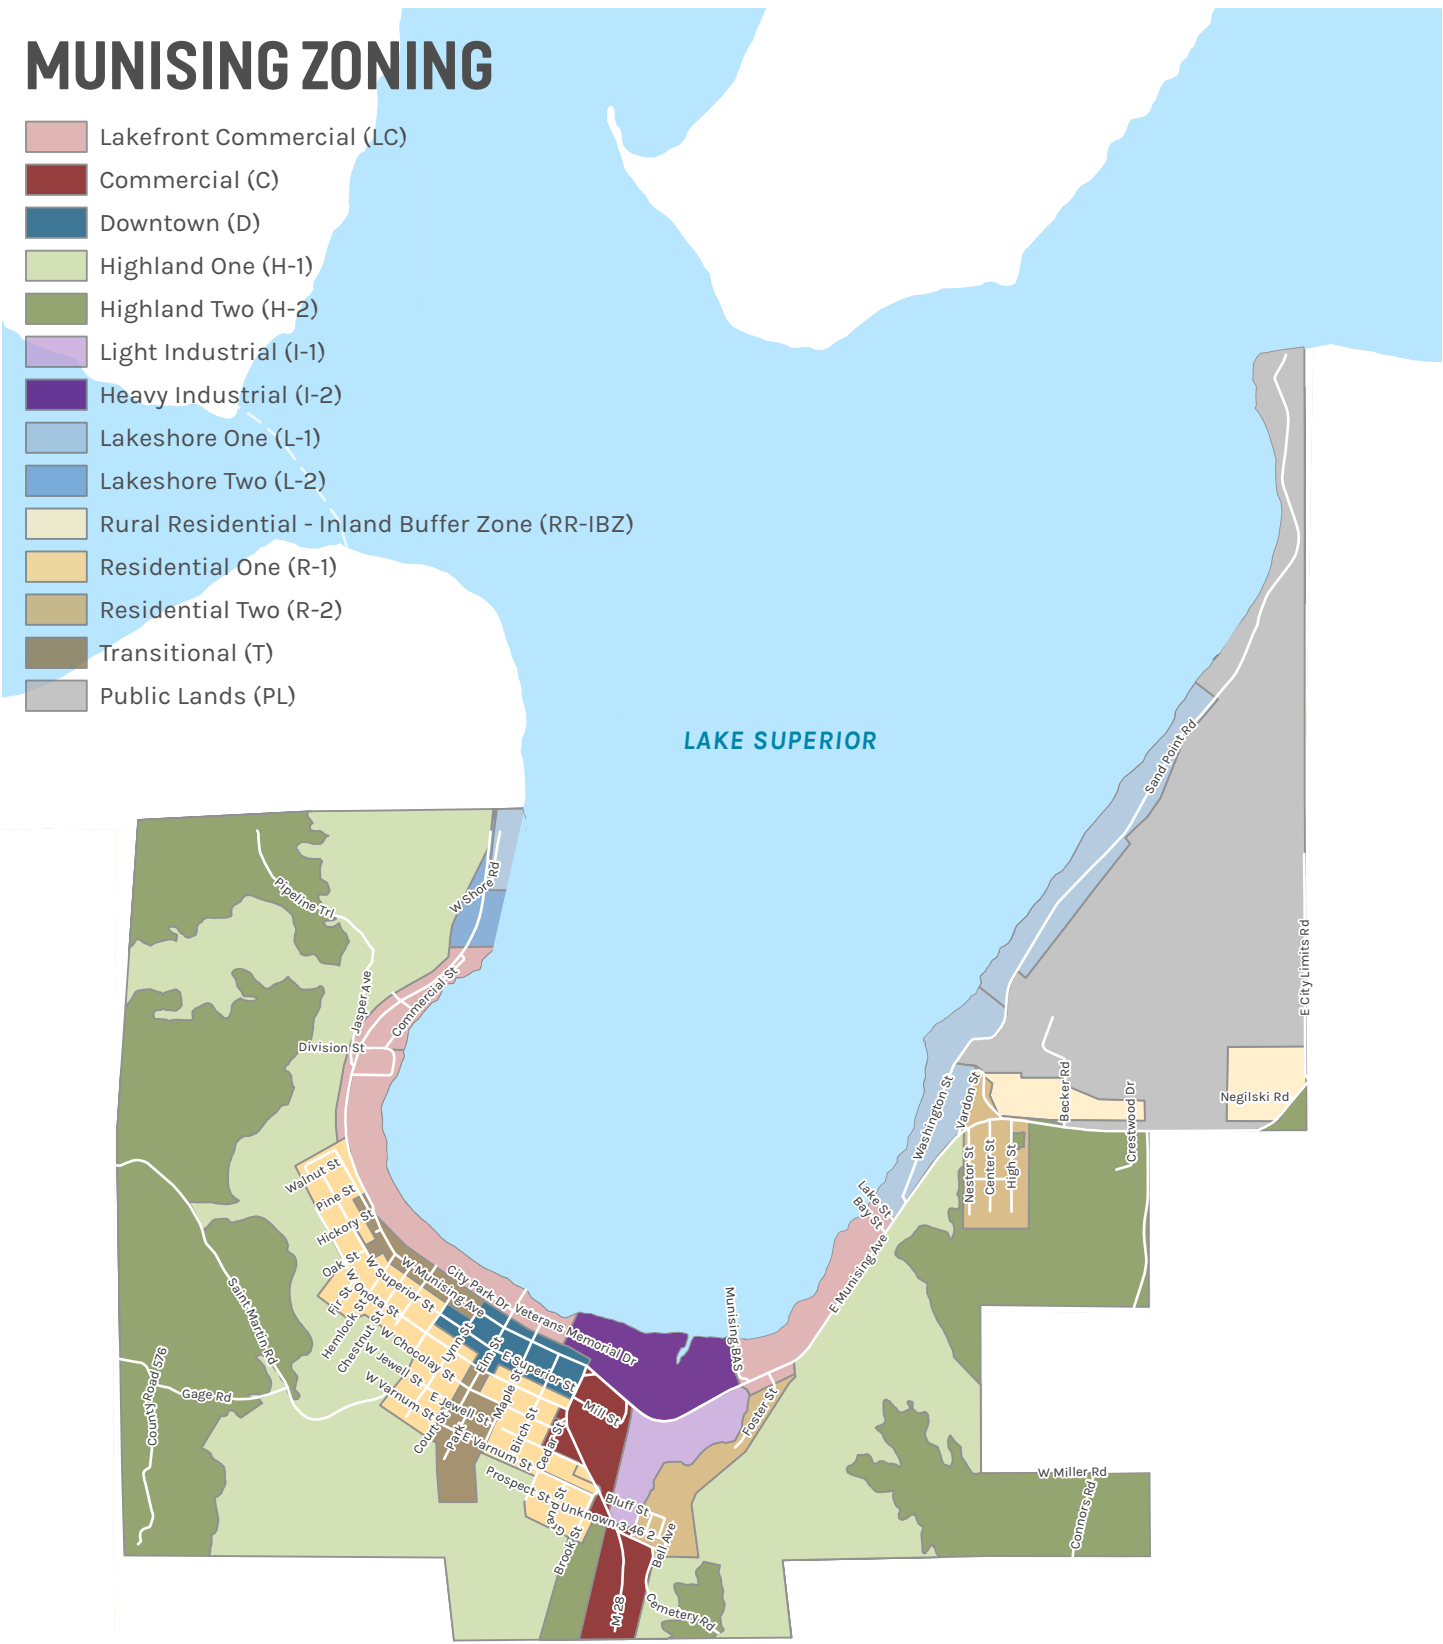 MUNISING ZONING
Lakefront Commercial (LC)
Commercial (C)
Downtown (D)
Highland One (H-1)
Highland Two (H-2)
Light Industrial (I-1)
Heavy Industrial (I-2)
Lakeshore One (L-1)
Lakeshore Two (L-2)
Rural Residential - Inland Buffer Zone (RR-IBZ)
Residential One (R-1)
Residential Two (R-2)
Transitional (T)
Public Lands (PL)
LAKE SUPERIOR
Sand Point Rd
Pipeline Trl
W Shore Rd
E City Limits Rd
Jasper Ave
Commercial St
Division St
Washington St
Vardon St
Becker Rd
Crestwood Dr
Negilski Rd
Walnut St
Pine St
Hickory St
Nestor St
Center St
High St
Lake St
Bay St
Oak St
W Superior St
W Munising Ave
City Park Dr
E Munising Ave
Fir St
W Onota St
Hemlock St
Chestnut St
Saint Martin Rd
Veterans Memorial Dr
Munising BAS
W Chocolay St
Lynn St
Elm St
E Superior St
W Jewell St
Maple St
Mill St
County Road 576
Gage Rd
W Varnum St
E Jewell St
Court St
Park
Birch St
Cedar St
Foster St
E Varnum St
Prospect St
Grand St
Unknown 3 46 2
Bluff St
Brook St
Bell Ave
W Miller Rd
Connors Rd
M-28
Cemetery Rd